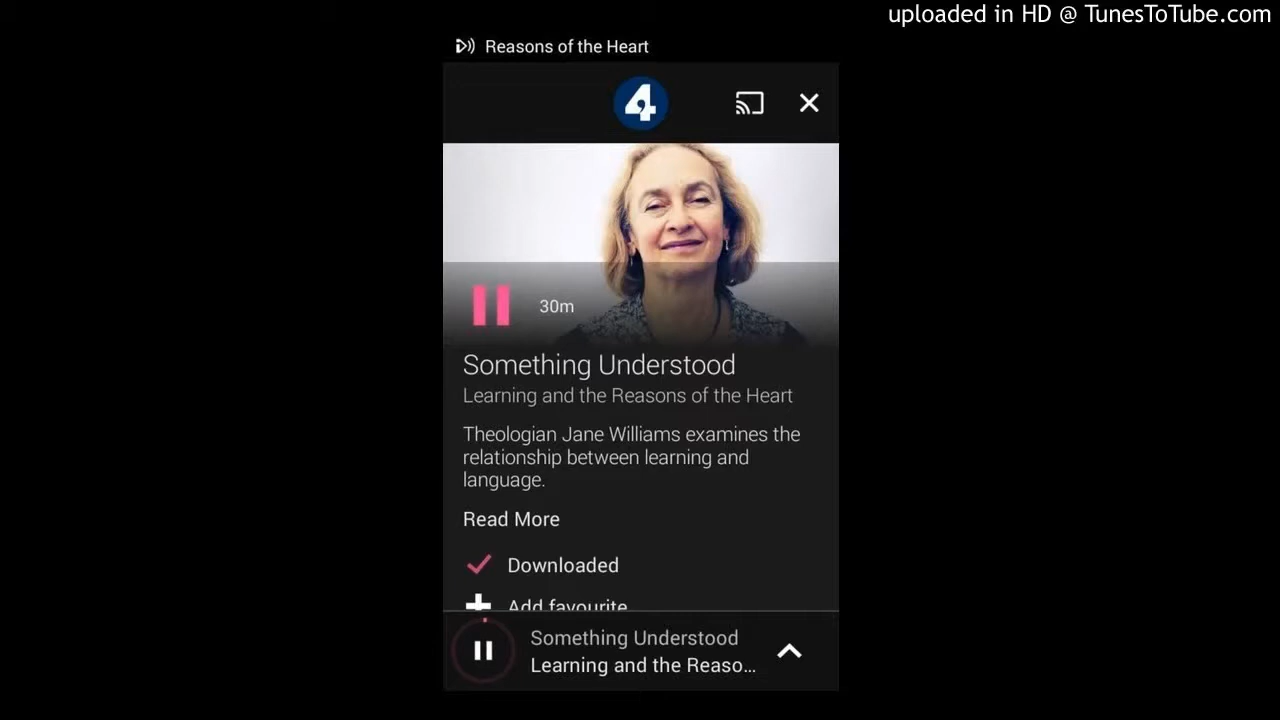 uploaded in HD @ TunesToTube.com
Reasons of the Heart
4
30m
Something Understood
Learning and the Reasons of the Heart
Theologian Jane Williams examines the
relationship between learning and
language.
Read More
Downloaded
Add favourite
Something Understood
Learning and the Reaso...